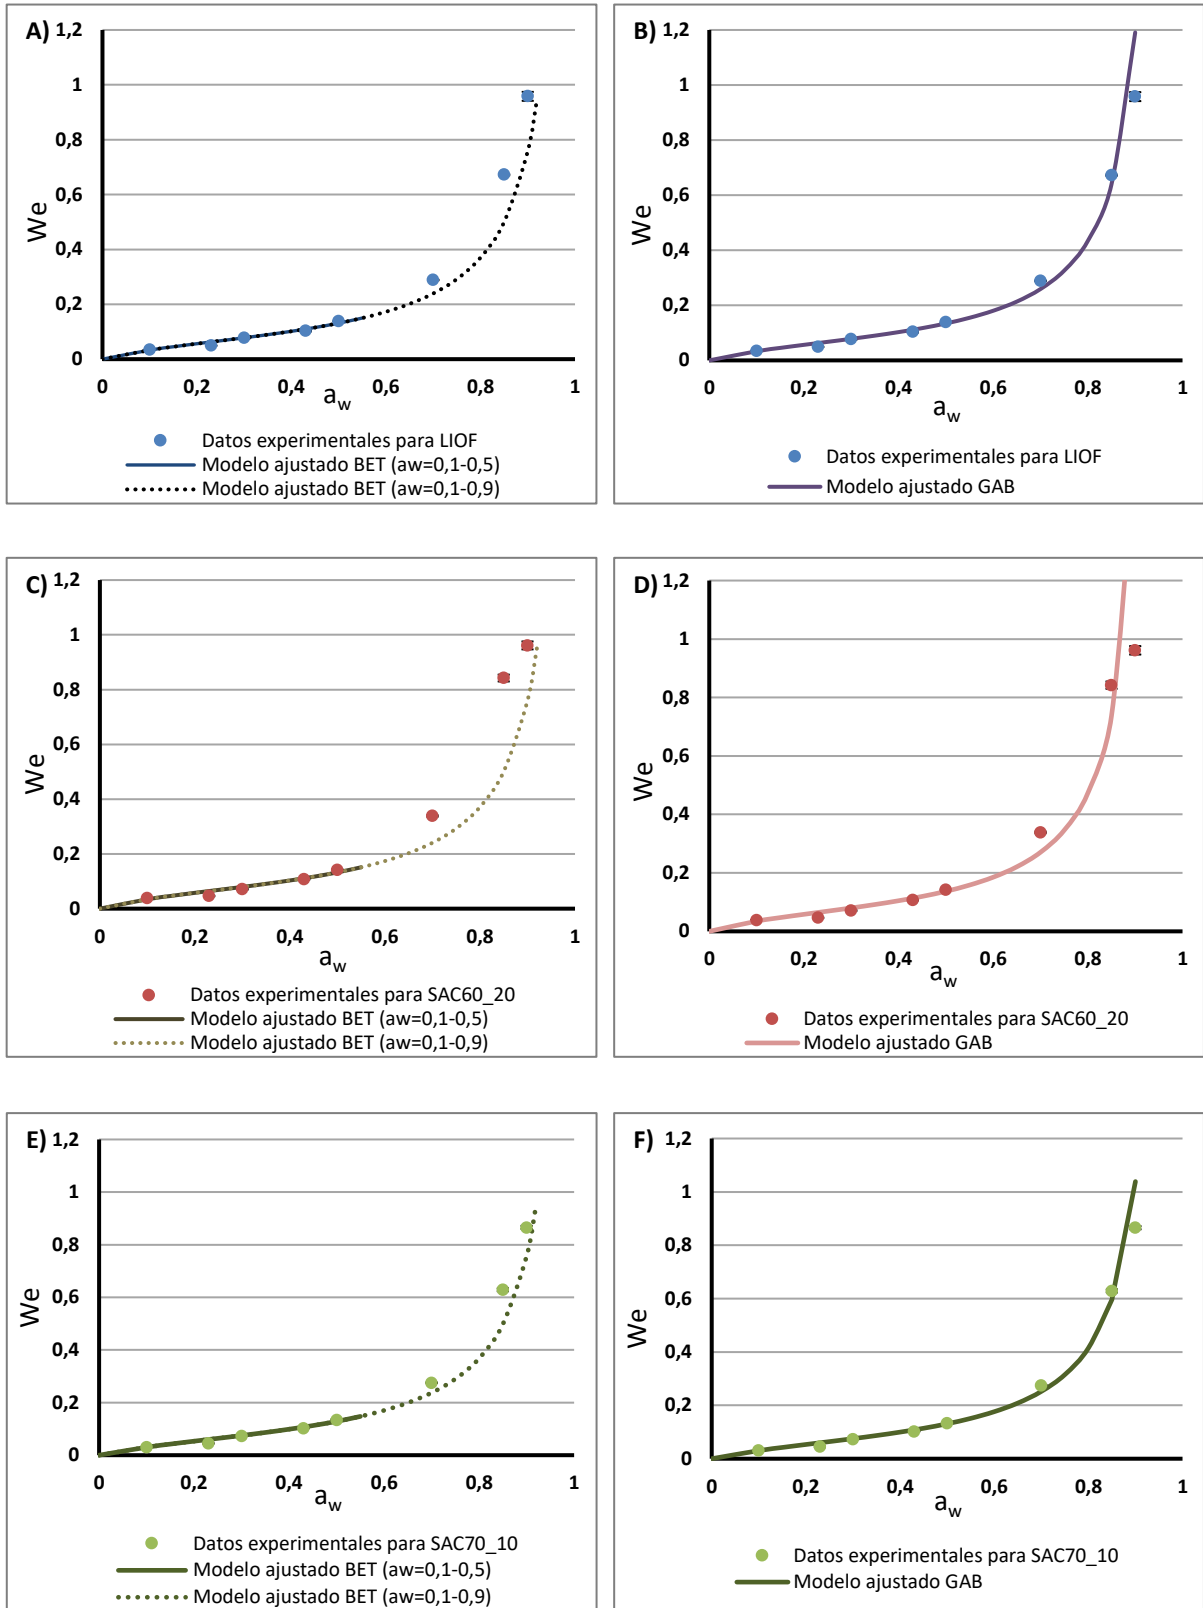 A)
1,2
1
0,8
0,6
0,4
0,2
0
We
0 0,2 0,4 0,6 0,8 1
aw
Datos experimentales para LIOF
Modelo ajustado BET (aw=0,1-0,5)
Modelo ajustado BET (aw=0,1-0,9)
B)
1,2
1
0,8
0,6
0,4
0,2
0
We
0 0,2 0,4 0,6 0,8 1
aw
Datos experimentales para LIOF
Modelo ajustado GAB
C)
1,2
1
0,8
0,6
0,4
0,2
0
We
0 0,2 0,4 0,6 0,8 1
aw
Datos experimentales para SAC60_20
Modelo ajustado BET (aw=0,1-0,5)
Modelo ajustado BET (aw=0,1-0,9)
D)
1,2
1
0,8
0,6
0,4
0,2
0
We
0 0,2 0,4 0,6 0,8 1
aw
Datos experimentales para SAC60_20
Modelo ajustado GAB
E)
1,2
1
0,8
0,6
0,4
0,2
0
We
0 0,2 0,4 0,6 0,8 1
aw
Datos experimentales para SAC70_10
Modelo ajustado BET (aw=0,1-0,5)
Modelo ajustado BET (aw=0,1-0,9)
F)
1,2
1
0,8
0,6
0,4
0,2
0
We
0 0,2 0,4 0,6 0,8 1
aw
Datos experimentales para SAC70_10
Modelo ajustado GAB